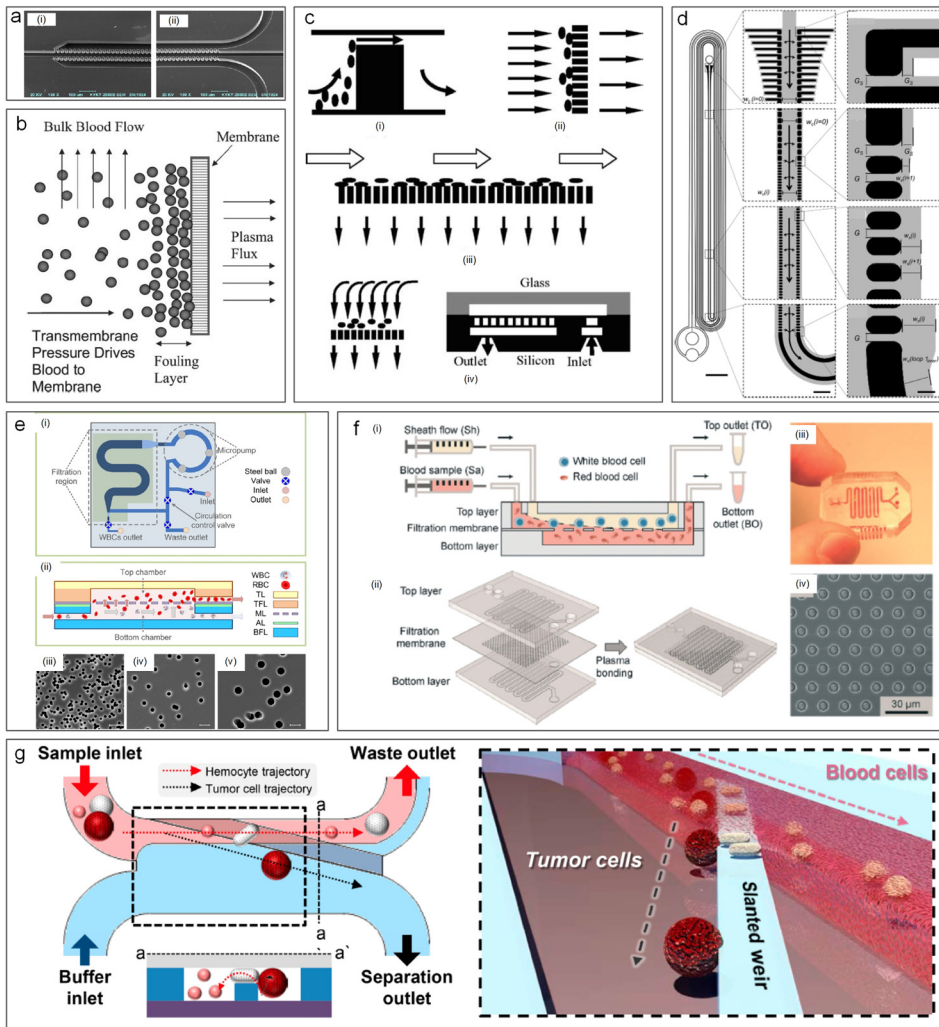 a
(i)
(ii)
b
Bulk Blood Flow
Membrane
Plasma
Flux
Transmembrane
Pressure Drives
Blood to
Membrane
Fouling
Layer
c
(i)
(ii)
(iii)
Glass
Outlet
Silicon
Inlet
(iv)
d
G
G
G
e
(i)
Micropump
Filtration
region
Steel ball
Valve
Inlet
Outlet
Inlet
Circulation
control valve
WBCs outlet
Waste outlet
(ii)
Top chamber
WBC
RBC
TL
TFL
ML
AL
BFL
Bottom chamber
(iii)
(iv)
(v)
f
(i)
Sheath flow (Sh)
Blood sample (Sa)
White blood cell
Red blood cell
Top outlet (TO)
Bottom
outlet (BO)
Top layer
Filtration membrane
Bottom layer
(ii)
Top layer
Filtration
membrane
Bottom layer
Plasma
bonding
(iii)
(iv)
30 µm
g
Sample inlet
Waste outlet
Hemocyte trajectory
Tumor cell trajectory
a
a`
Buffer
inlet
a
a`
Separation
outlet
Blood cells
Tumor cells
Slanted weir